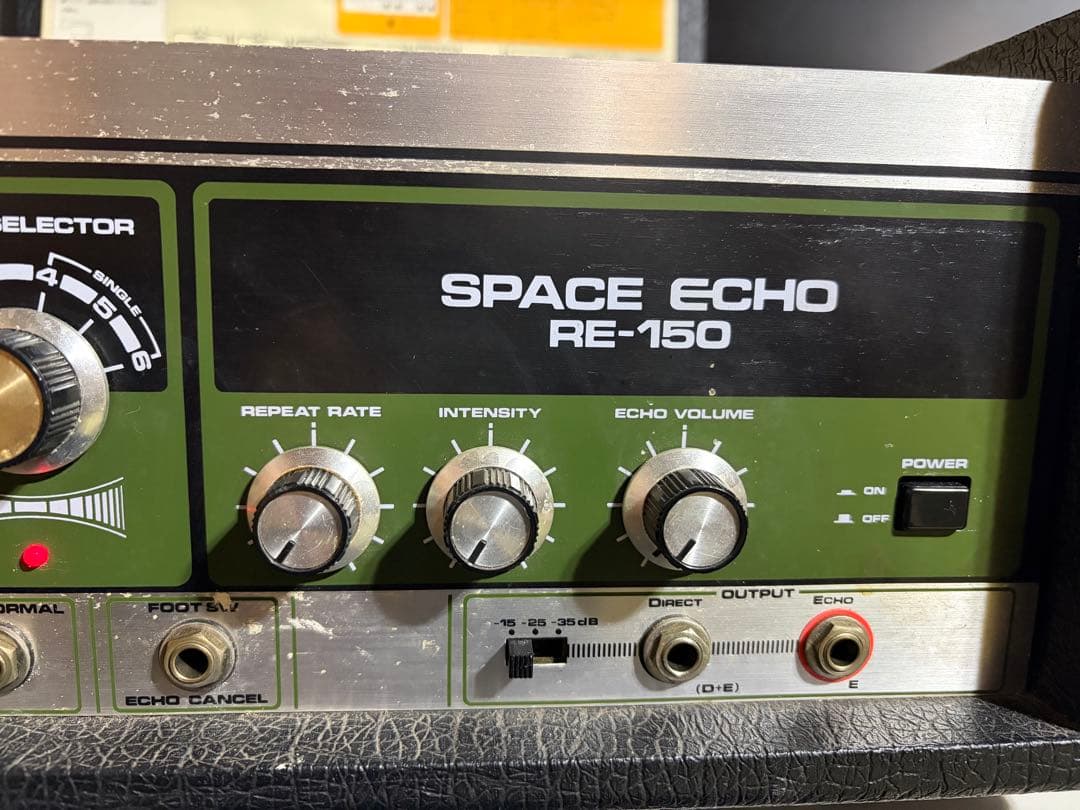 SELECTOR
4
SINGLE
5
6
SPACE ECHO
RE-150
REPEAT RATE
INTENSITY
ECHO VOLUME
POWER
ON
OFF
ORMAL
FOOT SW
ECHO CANCEL
OUTPUT
DIRECT
ECHO
-15 -25 -35dB
(D+E)
E